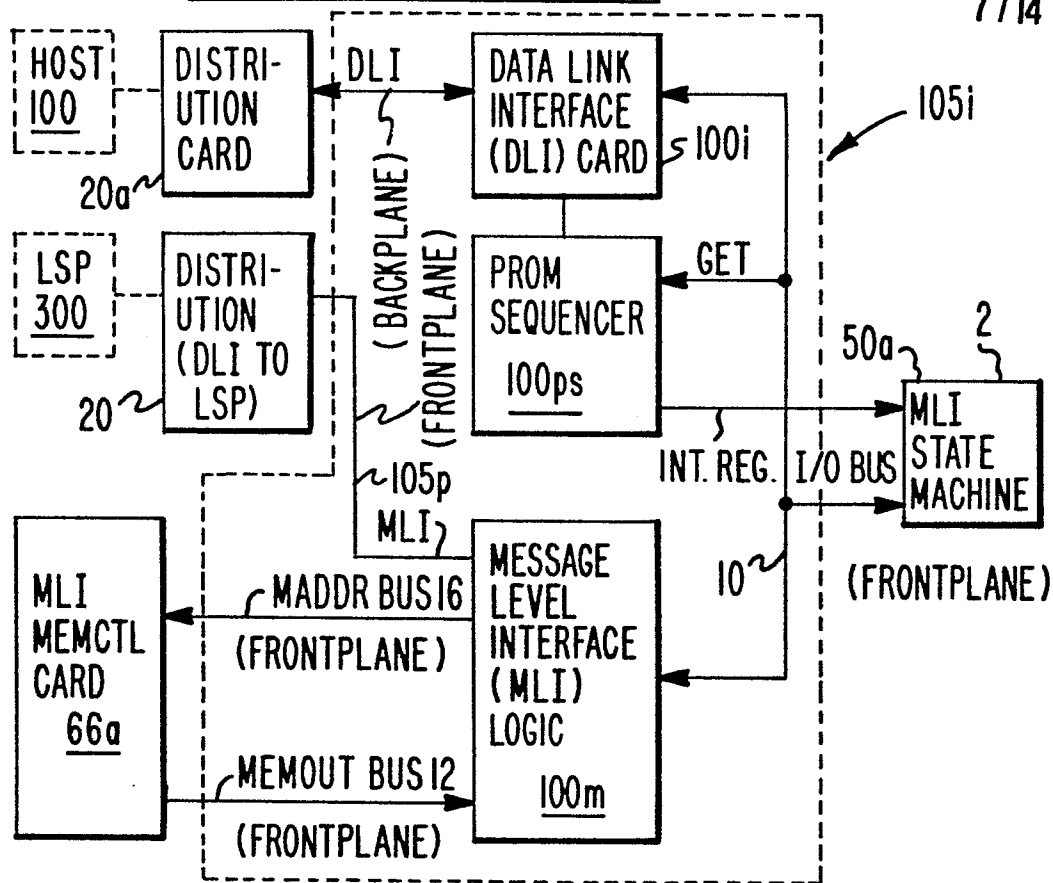 7/14
HOST
100
DISTRI-
UTION
CARD
20a
DLI
(BACKPLANE)
DATA LINK
INTERFACE
(DLI) CARD
100i
105i
LSP
300
DISTRI-
UTION
(DLI TO
LSP)
20
(FRONTPLANE)
105p
MLI
PROM
SEQUENCER
100ps
GET
INT. REG. I/O BUS
50a
2
MLI
STATE
MACHINE
(FRONTPLANE)
10
MLI
MEMCTL
CARD
66a
MADDR BUS 16
(FRONTPLANE)
MEMOUT BUS 12
(FRONTPLANE)
MESSAGE
LEVEL
INTERFACE
(MLI)
LOGIC
100m